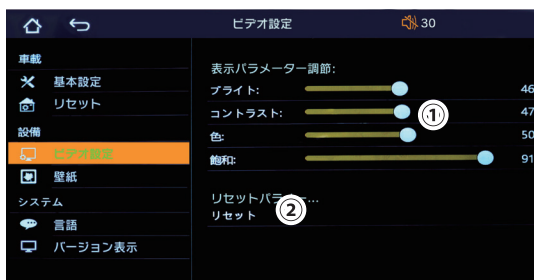 ビデオ設定
30
車載
基本設定
リセット
設備
ビデオ設定
壁紙
システム
言語
バージョン表示
表示パラメーター調節:
ブライト:
46
コントラスト:
①
47
色:
50
飽和:
91
リセットパラ
...
②
リセット